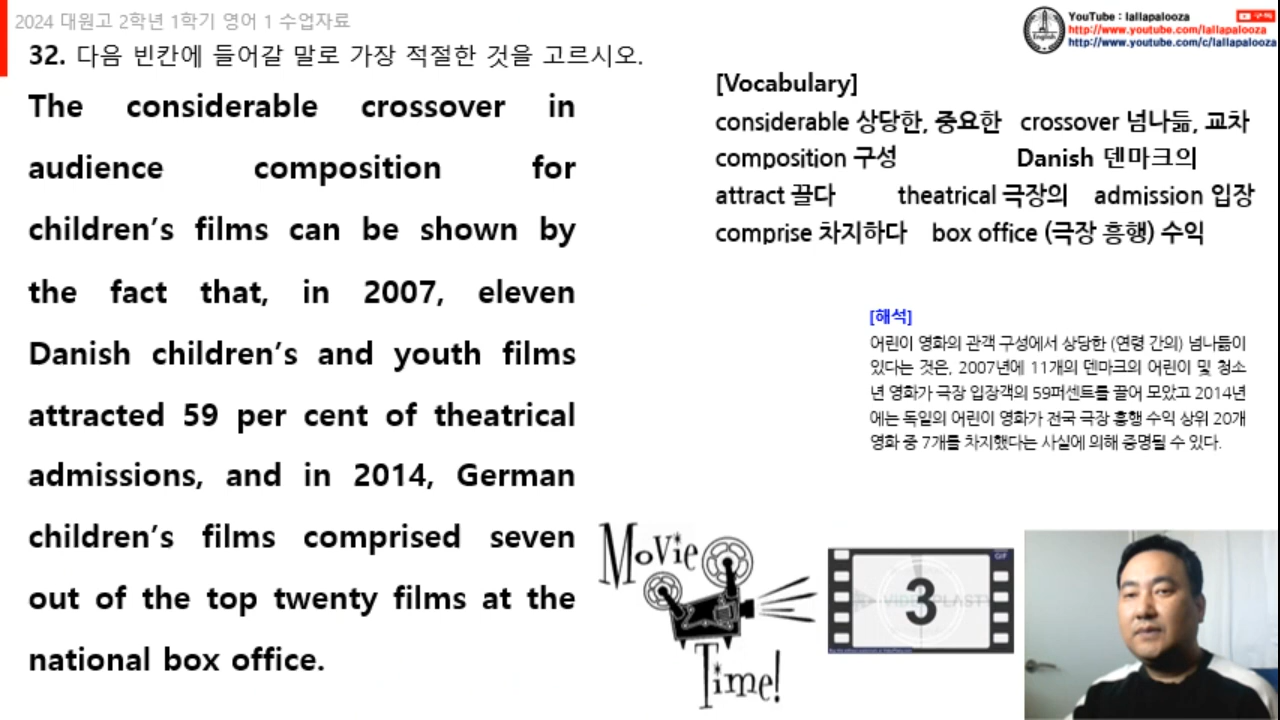 2024 대원고 2학년 1학기 영어 1 수업자료
32. 다음 빈칸에 들어갈 말로 가장 적절한 것을 고르시오.
The considerable crossover in
audience composition for
children's films can be shown by
the fact that, in 2007, eleven
Danish children's and youth films
attracted 59 per cent of theatrical
admissions, and in 2014, German
children's films comprised seven
out of the top twenty films at the
national box office.
YouTube : lallapalooza
구독
http://www.youtube.com/lallapalooza
http://www.youtube.com/c/lallapalooza
English
[Vocabulary]
considerable 상당한, 중요한 crossover 넘나듦, 교차
composition 구성 Danish 덴마크의
attract 끌다 theatrical 극장의 admission 입장
comprise 차지하다 box office (극장 흥행) 수익
[해석]
어린이 영화의 관객 구성에서 상당한 (연령 간의) 넘나듦이
있다는 것은, 2007년에 11개의 덴마크의 어린이 및 청소
년 영화가 극장 입장객의 59퍼센트를 끌어 모았고 2014년
에는 독일의 어린이 영화가 전국 극장 흥행 수익 상위 20개
영화 중 7개를 차지했다는 사실에 의해 증명될 수 있다.
Movie
Time!
GIF
3